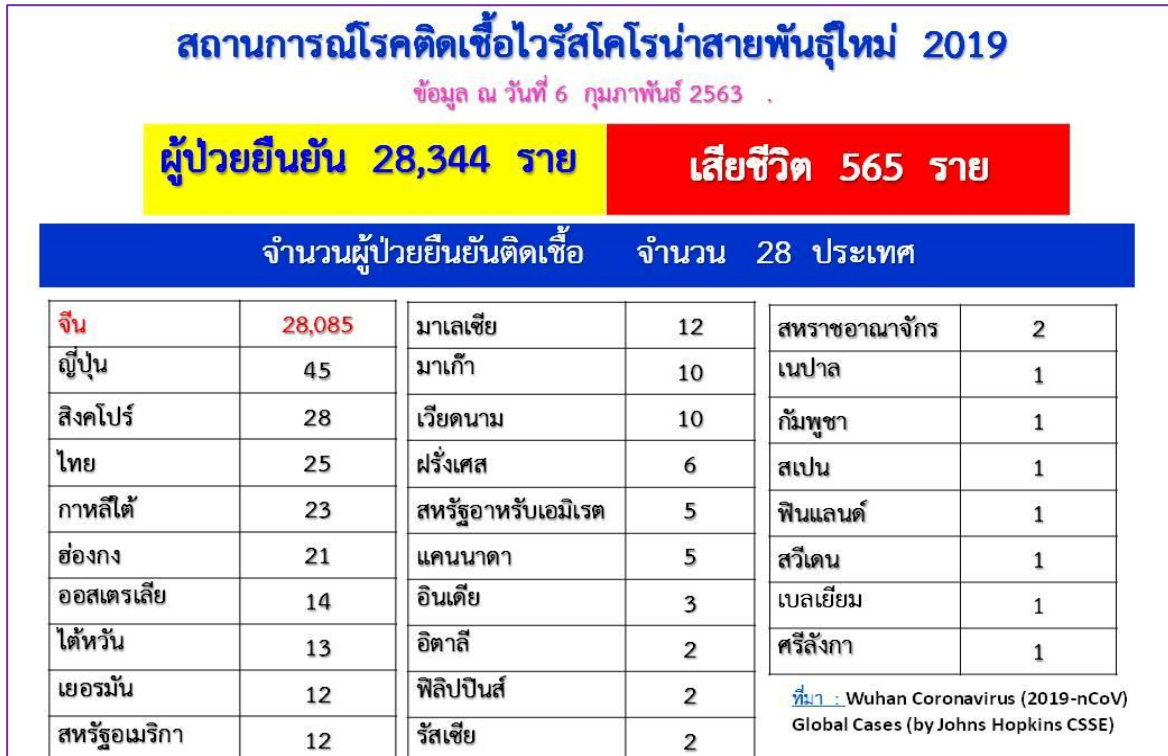 สถานการณ์โรคติดเชื้อไวรัสโคโรน่าสายพันธุ์ใหม่ 2019
ข้อมูล ณ วันที่ 6 กุมภาพันธ์ 2563 .
ผู้ป่วยยืนยัน 28,344 ราย
เสียชีวิต 565 ราย
จำนวนผู้ป่วยยืนยันติดเชื้อ จำนวน 28 ประเทศ
จีน 28,085
ญี่ปุ่น 45
สิงคโปร์ 28
ไทย 25
กาหลีใต้ 23
ฮ่องกง 21
ออสเตรเลีย 14
ไต้หวัน 13
เยอรมัน 12
สหรัฐอเมริกา 12
มาเลเซีย 12
มาเก๊า 10
เวียดนาม 10
ฝรั่งเศส 6
สหรัฐอาหรับเอมิเรต 5
แคนนาดา 5
อินเดีย 3
อิตาลี 2
ฟิลิปปินส์ 2
รัสเซีย 2
สหราชอาณาจักร 2
เนปาล 1
กัมพูชา 1
สเปน 1
ฟินแลนด์ 1
สวีเดน 1
เบลเยียม 1
ศรีลังกา 1
ที่มา : Wuhan Coronavirus (2019-nCoV)
Global Cases (by Johns Hopkins CSSE)